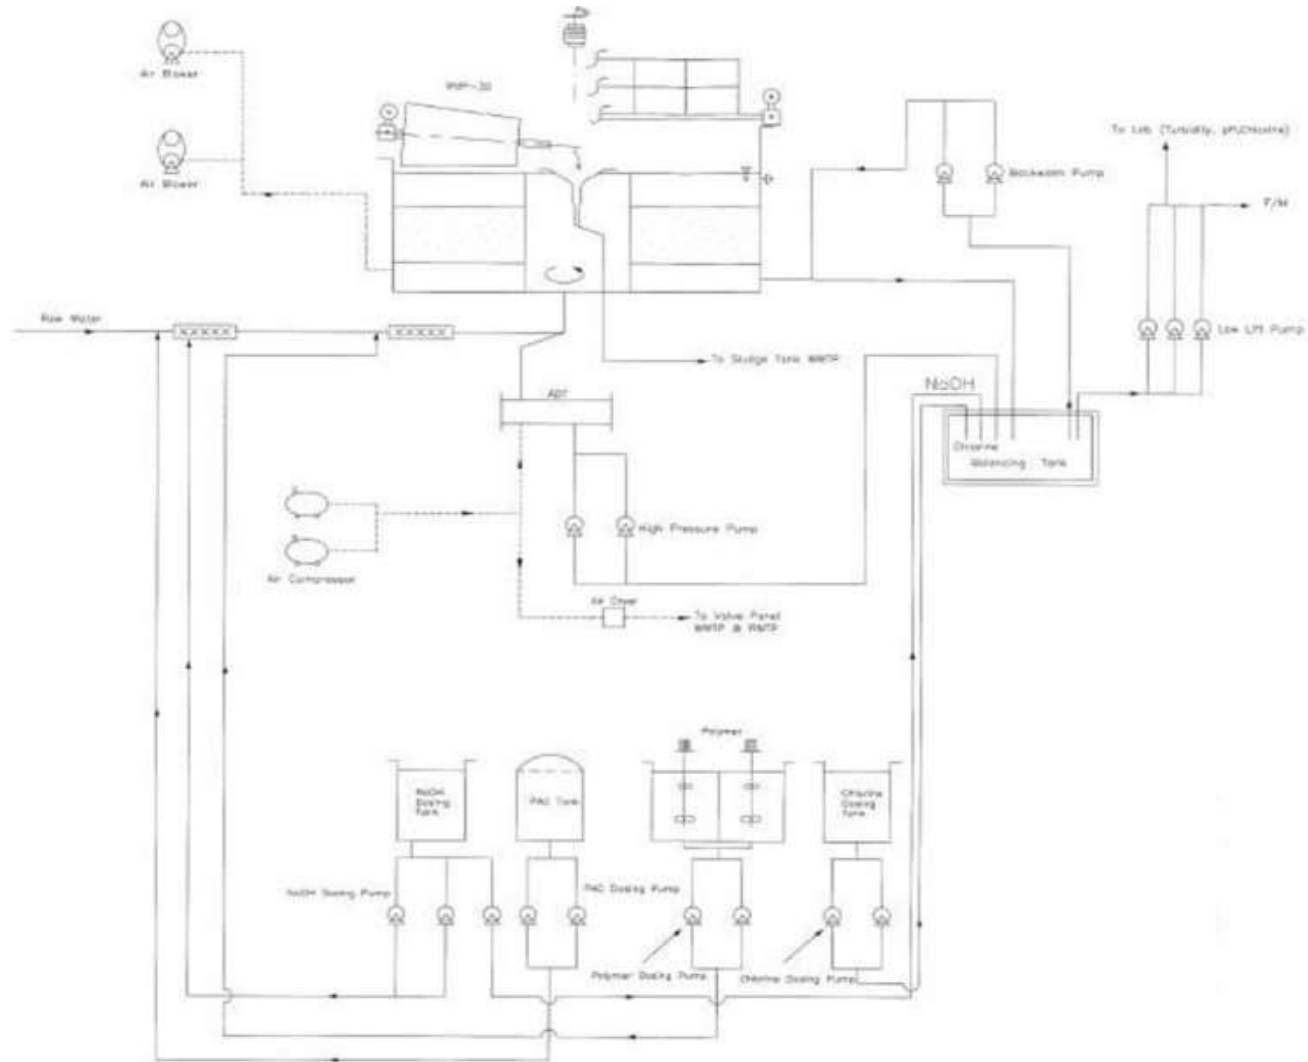 Air Blower
To Lab (Turbidity, pH,Chlorine)
Air Blower
Backwash Pump
F/W
Raw Water
Low Lift Pump
To Sludge Tank WWTP
NaOH
ADT
Chlorine
Balancing Tank
High Pressure Pump
Air Compressor
Air Dryer
To Valve Panel
WWTP & RWTP
Polymer
NaOH
Dosing
Tank
PAC Tank
Chlorine
Dosing
Tank
NaOH Dosing Pump
PAC Dosing Pump
Polymer Dosing Pump
Chlorine Dosing Pump